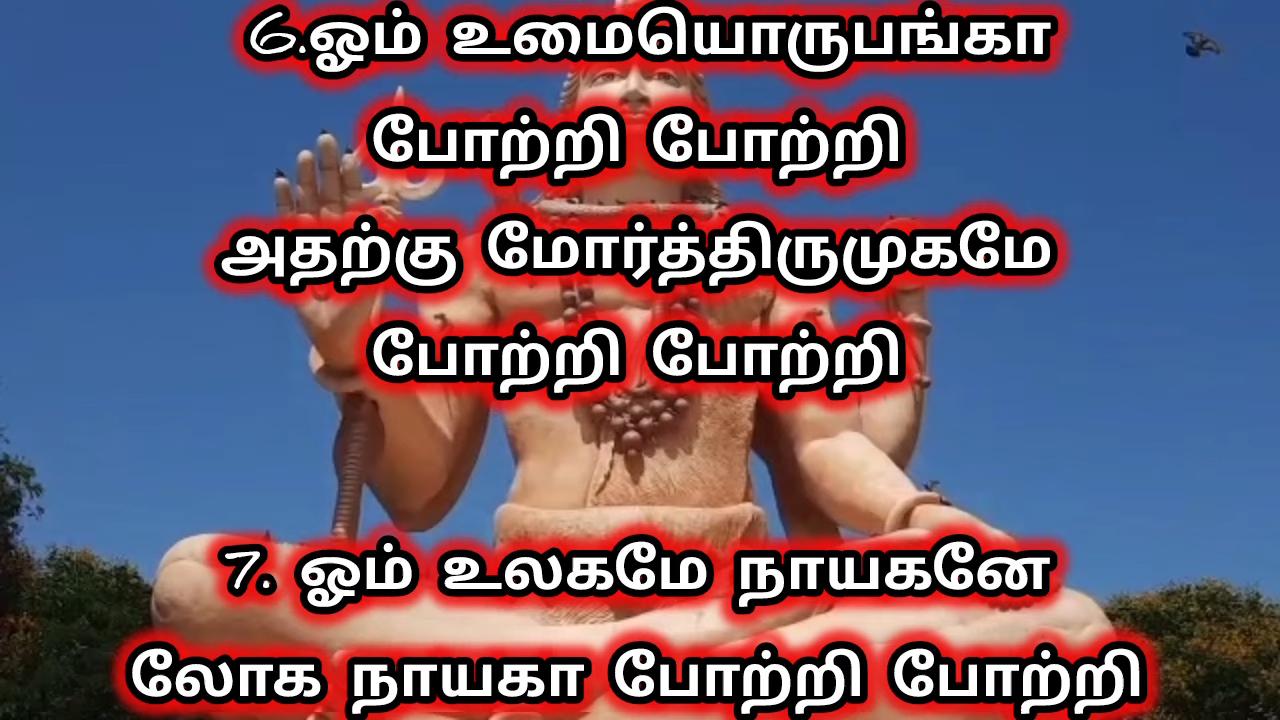 6.ஓம் உமையொருபங்கா
போற்றி போற்றி
அதற்கு மோர்த்திருமுகமே
போற்றி போற்றி
7. ஓம் உலகமே நாயகனே
லோக நாயகா போற்றி போற்றி